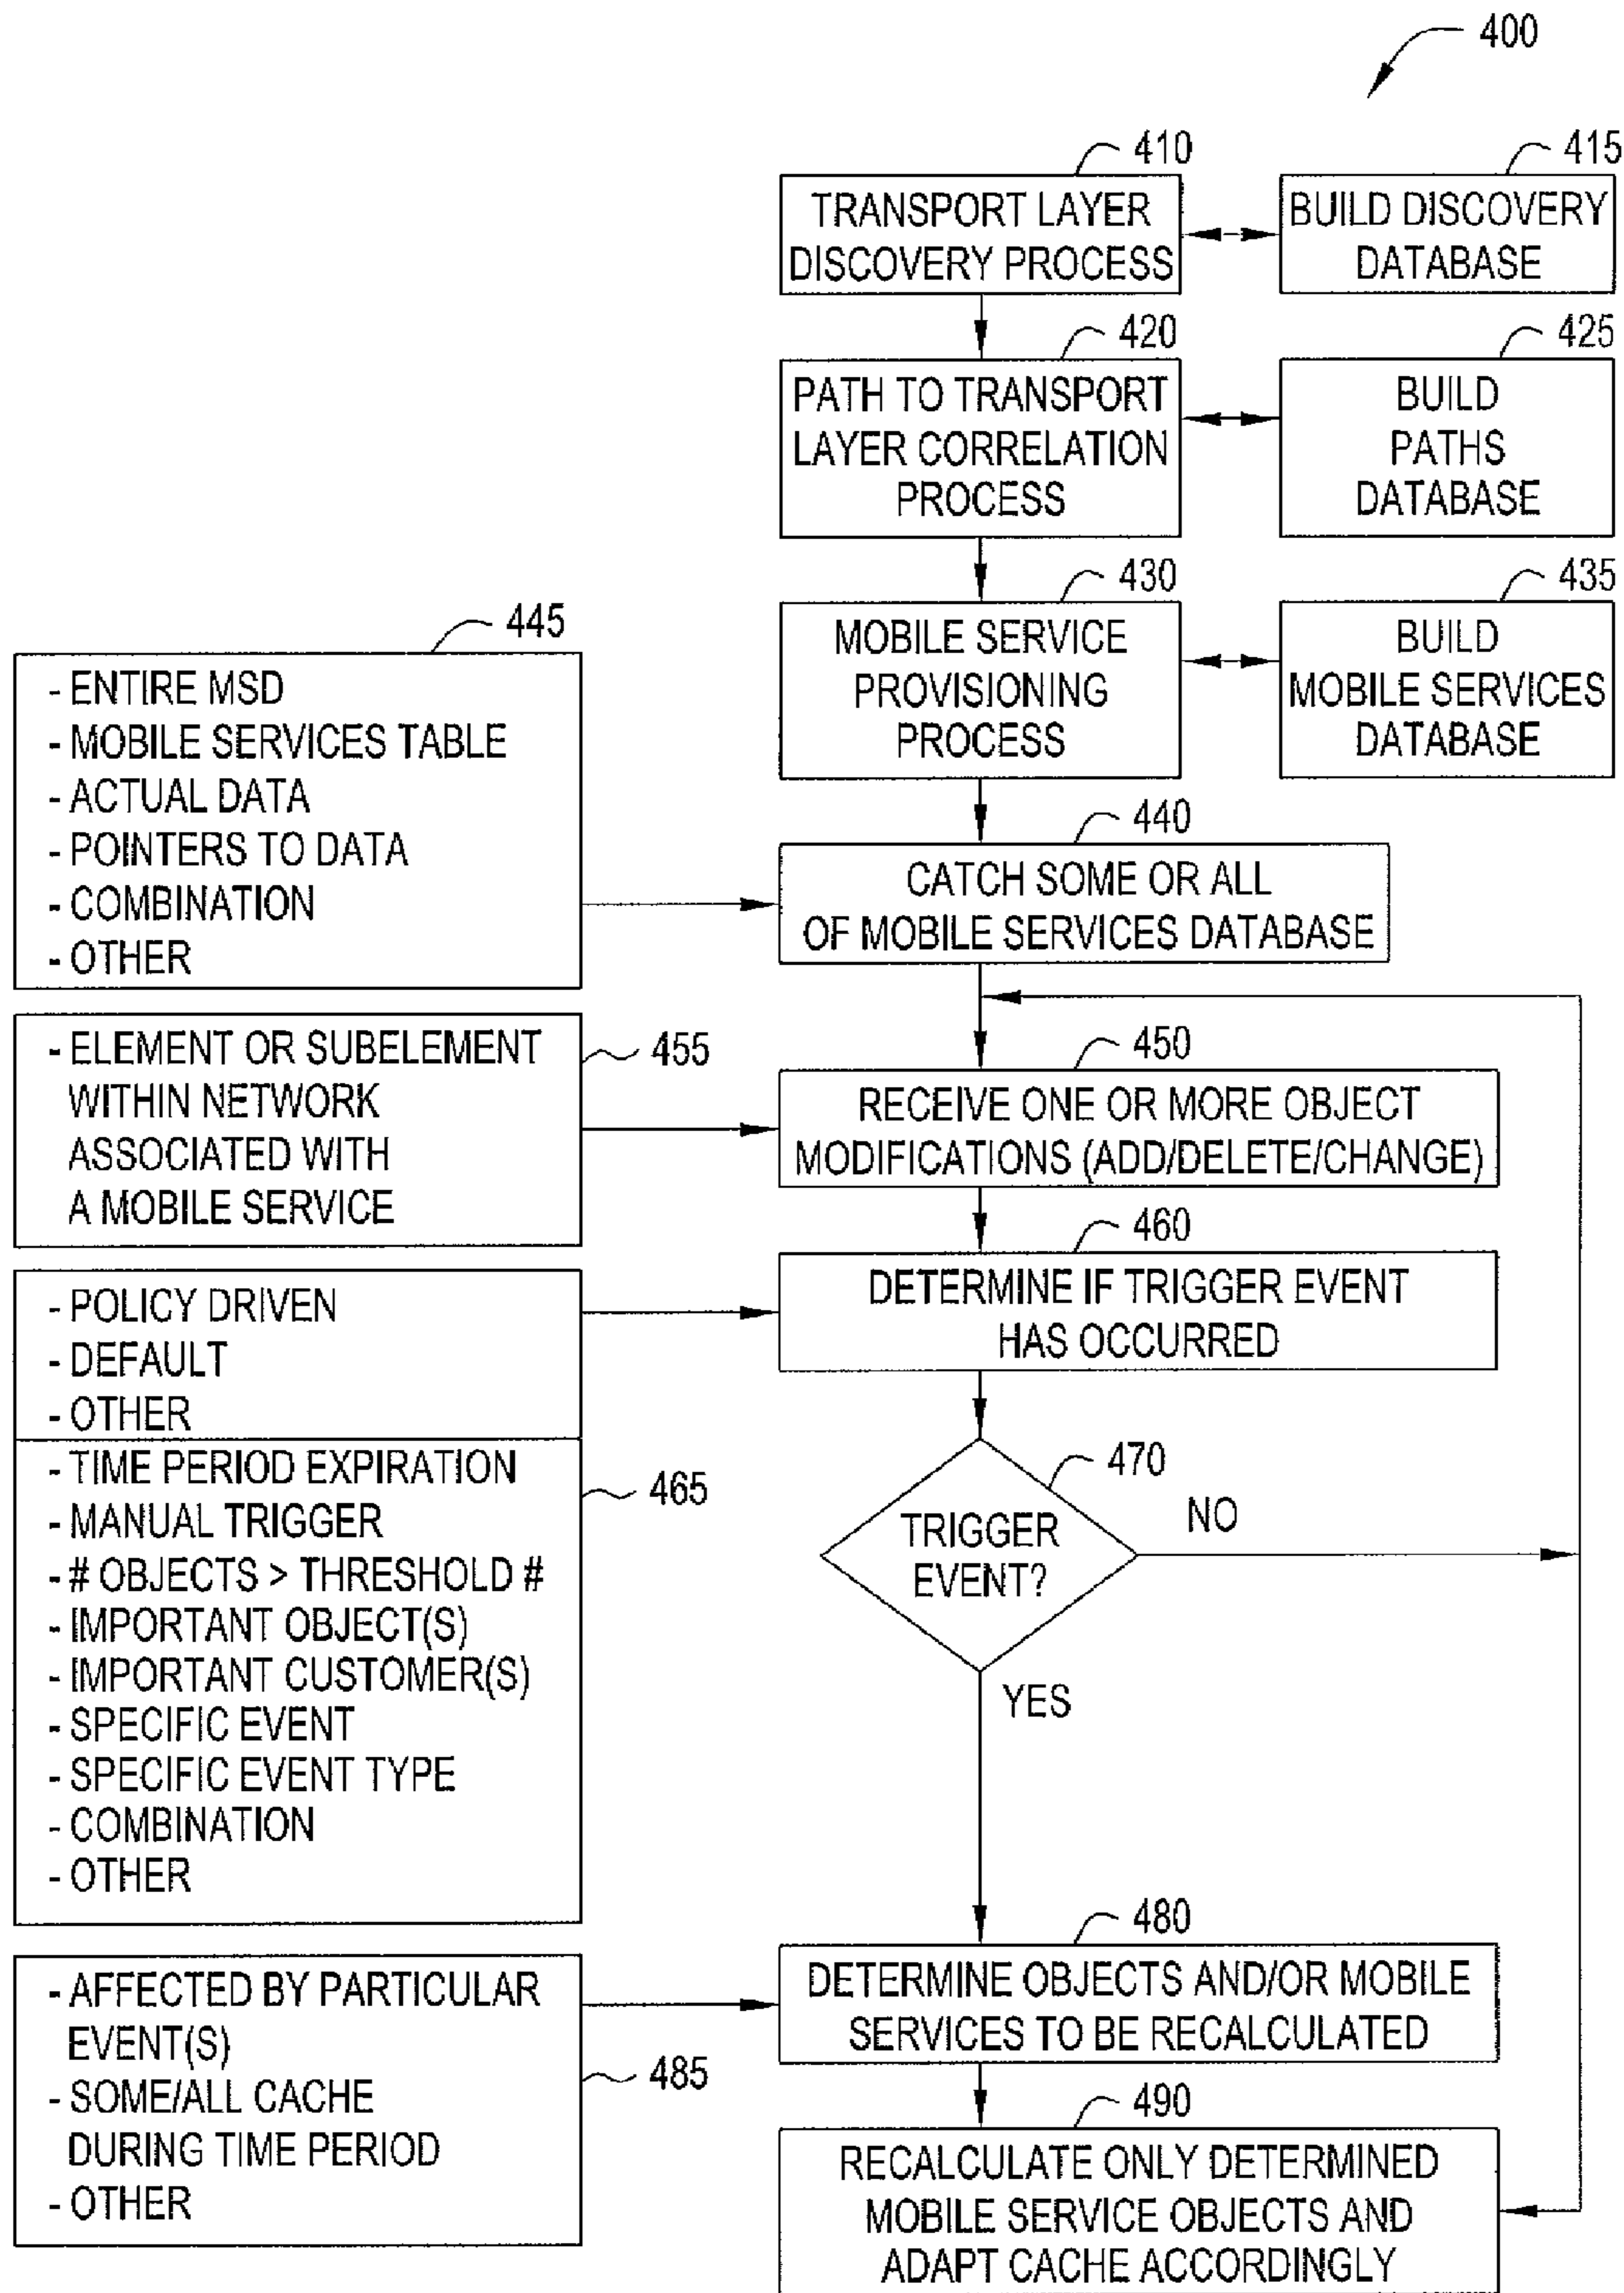 400
410
TRANSPORT LAYER
DISCOVERY PROCESS
415
BUILD DISCOVERY
DATABASE
420
PATH TO TRANSPORT
LAYER CORRELATION
PROCESS
425
BUILD
PATHS
DATABASE
430
MOBILE SERVICE
PROVISIONING
PROCESS
435
BUILD
MOBILE SERVICES
DATABASE
445
- ENTIRE MSD
- MOBILE SERVICES TABLE
- ACTUAL DATA
- POINTERS TO DATA
- COMBINATION
- OTHER
440
CATCH SOME OR ALL
OF MOBILE SERVICES DATABASE
- ELEMENT OR SUBELEMENT
WITHIN NETWORK
ASSOCIATED WITH
A MOBILE SERVICE
455
450
RECEIVE ONE OR MORE OBJECT
MODIFICATIONS (ADD/DELETE/CHANGE)
460
DETERMINE IF TRIGGER EVENT
HAS OCCURRED
- POLICY DRIVEN
- DEFAULT
- OTHER
- TIME PERIOD EXPIRATION
- MANUAL TRIGGER
- # OBJECTS > THRESHOLD #
- IMPORTANT OBJECT(S)
- IMPORTANT CUSTOMER(S)
- SPECIFIC EVENT
- SPECIFIC EVENT TYPE
- COMBINATION
- OTHER
465
470
TRIGGER
EVENT?
NO
YES
480
DETERMINE OBJECTS AND/OR MOBILE
SERVICES TO BE RECALCULATED
- AFFECTED BY PARTICULAR
EVENT(S)
- SOME/ALL CACHE
DURING TIME PERIOD
- OTHER
485
490
RECALCULATE ONLY DETERMINED
MOBILE SERVICE OBJECTS AND
ADAPT CACHE ACCORDINGLY